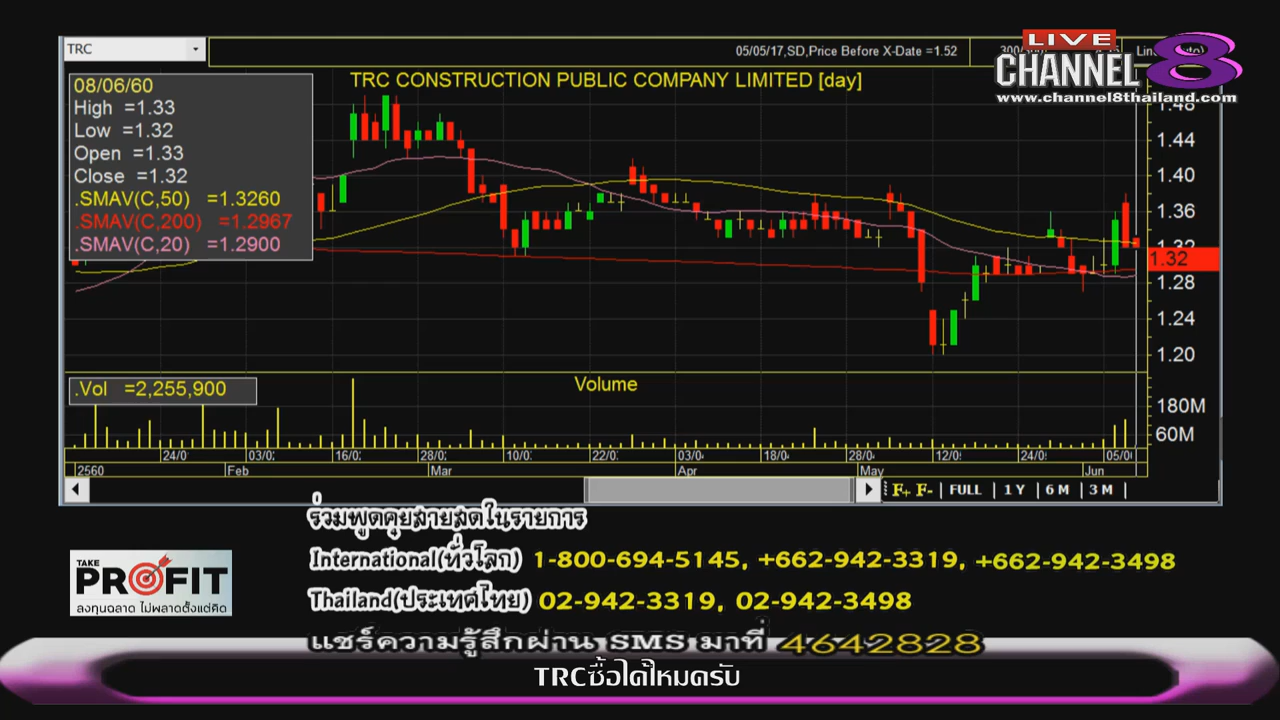 TRC
05/05/17,SD,Price Before X-Date =1.52
LIVE
CHANNEL 8
www.channel8thailand.com
TRC CONSTRUCTION PUBLIC COMPANY LIMITED [day]
08/06/60
High =1.33
Low =1.32
Open =1.33
Close =1.32
.SMAV(C,50) =1.3260
.SMAV(C,200) =1.2967
.SMAV(C,20) =1.2900
1.48
1.44
1.40
1.36
1.32
1.32
1.28
1.24
1.20
.Vol =2,255,900
Volume
180M
60M
24/0 03/0 16/0 28/0 10/0 22/0 03/0 18/0 28/0 12/0 24/0 05/0
2560 Feb Mar Apr May Jun
F+ F- FULL 1 Y 6 M 3 M
ร่วมพูดคุยสายสดในรายการ
International(ทั่วโลก) 1-800-694-5145, +662-942-3319, +662-942-3498
Thailand(ประเทศไทย) 02-942-3319, 02-942-3498
แชร์ความรู้สึกผ่าน SMS มาที่ 4642828
TAKE
PROFIT
ลงทุนฉลาด ไม่พลาดตั้งแต่คิด
TRCซื้อได้ไหมครับ